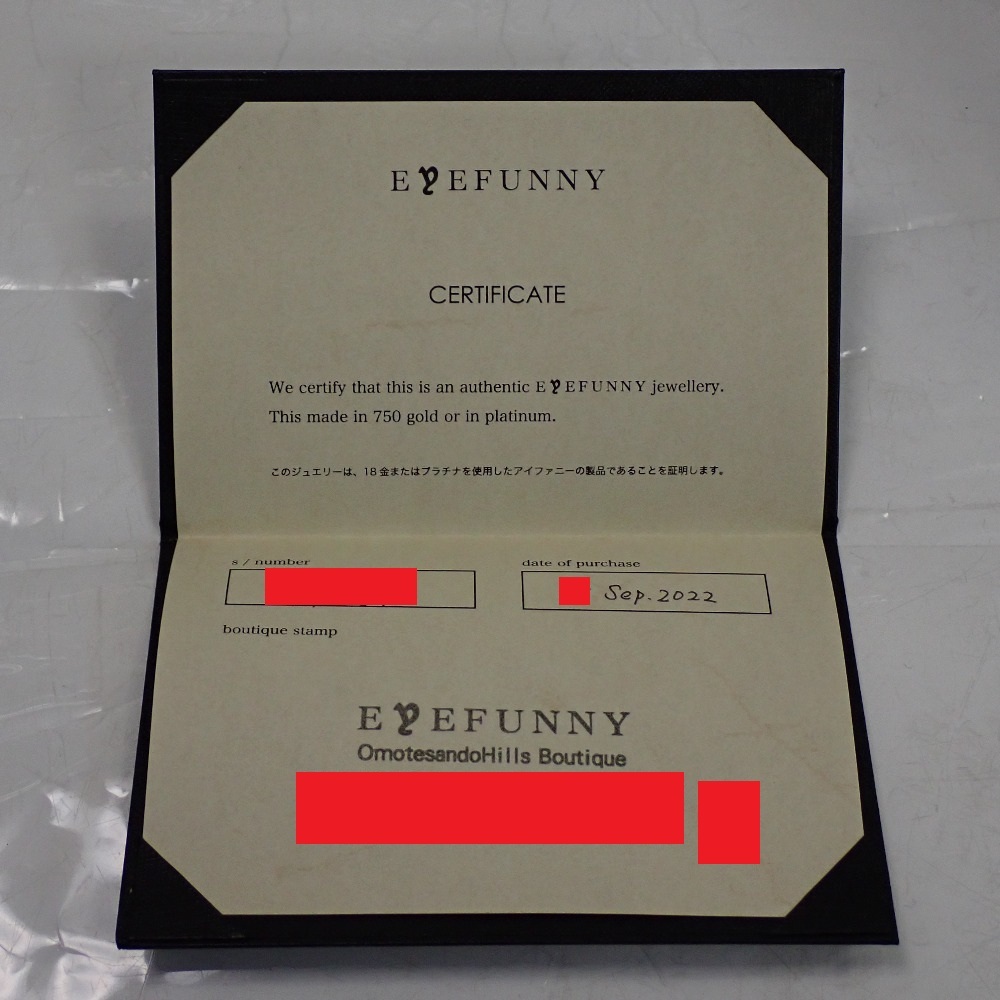 EYEFUNNY
CERTIFICATE
We certify that this is an authentic EYEFUNNY jewellery.
This made in 750 gold or in platinum.
このジュエリーは、18金またはプラチナを使用したアイファニーの製品であることを証明します。
s / number
date of purchase
Sep. 2022
boutique stamp
EYEFUNNY
OmotesandoHills Boutique